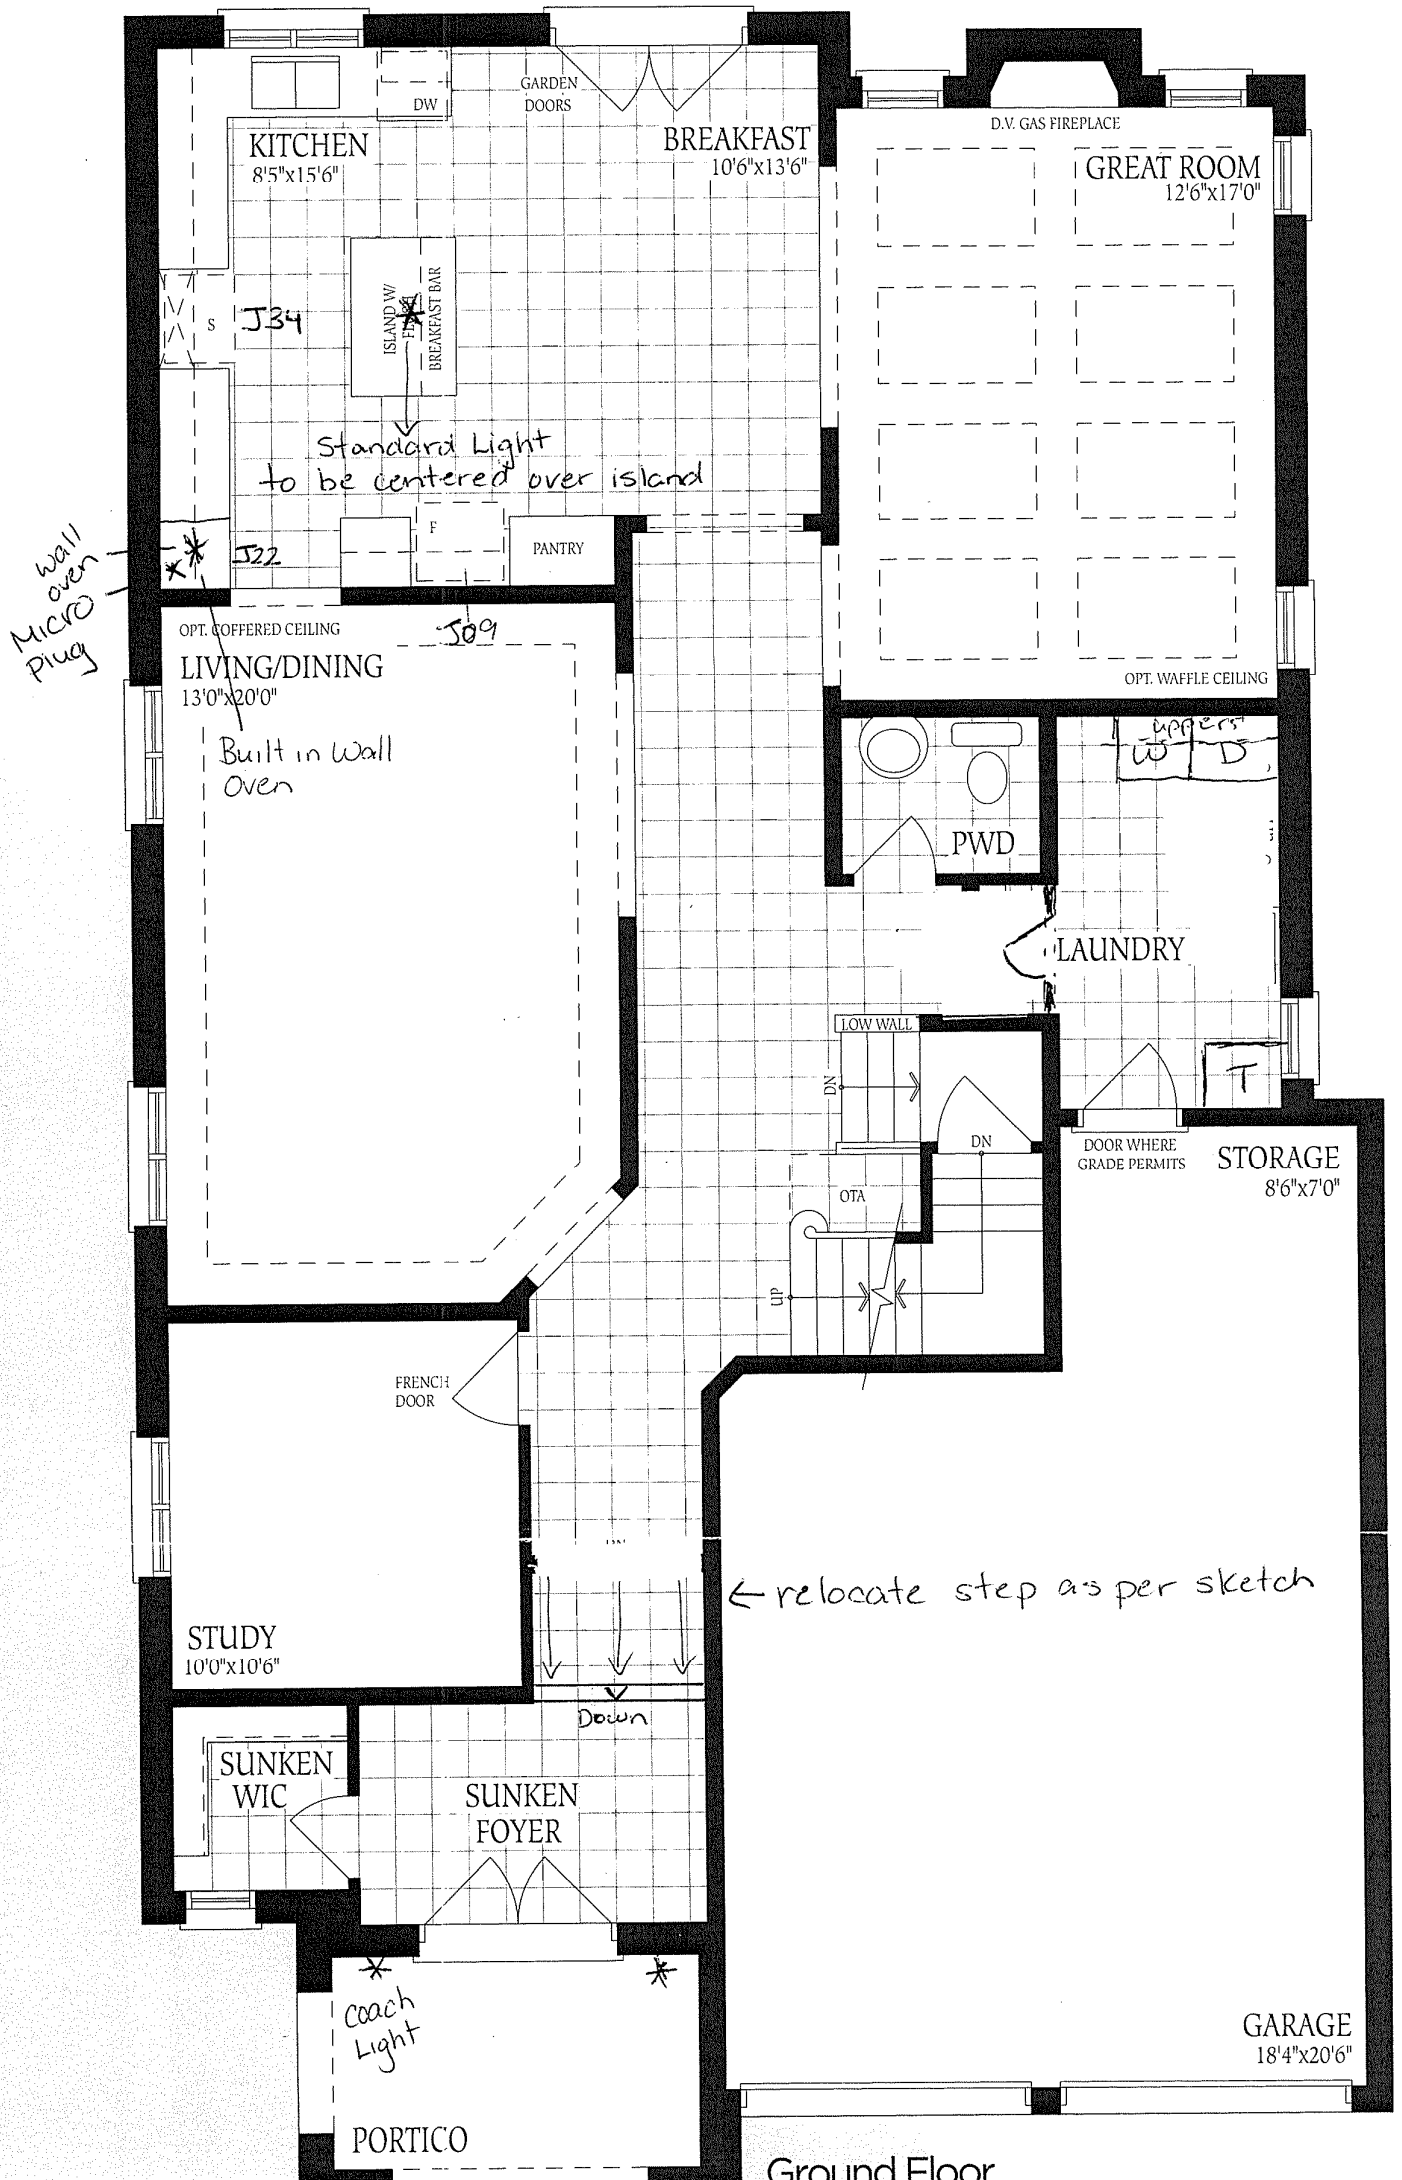 GARDEN
DOORS
DW
KITCHEN
8'5"x15'6"
BREAKFAST
10'6"x13'6"
D.V. GAS FIREPLACE
GREAT ROOM
12'6"x17'0"
ISLAND W/
BREAKFAST BAR
S
J34
Standard Light
to be centered over island
F
PANTRY
wall
oven
Micro
Plug
J22
J09
OPT. COFFERED CEILING
LIVING/DINING
13'0"x20'0"
OPT. WAFFLE CEILING
Built in Wall
Oven
uppers
W D
PWD
LAUNDRY
LOW WALL
DN
T
DN
DOOR WHERE
GRADE PERMITS
STORAGE
8'6"x7'0"
OTA
UP
FRENCH
DOOR
← relocate step as per sketch
STUDY
10'0"x10'6"
Down
SUNKEN
WIC
SUNKEN
FOYER
Coach
Light
GARAGE
18'4"x20'6"
PORTICO
Ground Floor